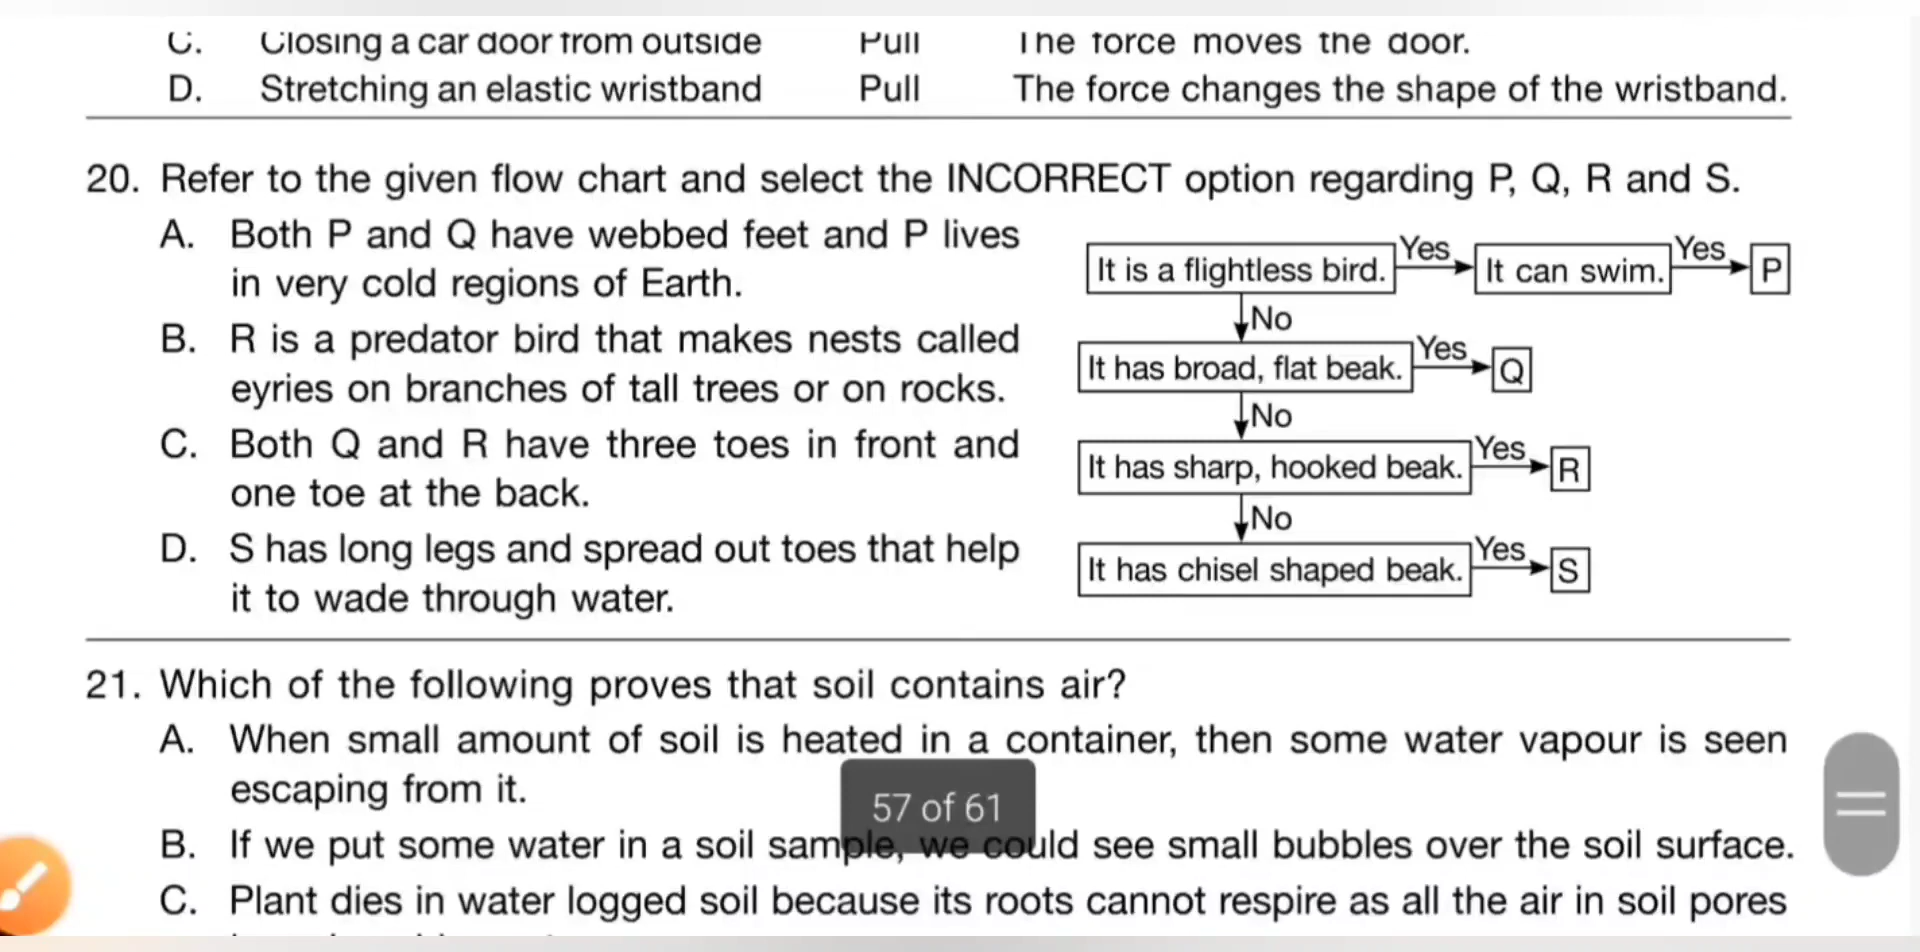 C. Closing a car door from outside Pull The force moves the door.
D. Stretching an elastic wristband Pull The force changes the shape of the wristband.
20. Refer to the given flow chart and select the INCORRECT option regarding P, Q, R and S.
A. Both P and Q have webbed feet and P lives
in very cold regions of Earth.
B. R is a predator bird that makes nests called
eyries on branches of tall trees or on rocks.
C. Both Q and R have three toes in front and
one toe at the back.
D. S has long legs and spread out toes that help
it to wade through water.
It is a flightless bird. Yes It can swim. Yes P
No
It has broad, flat beak. Yes Q
No
It has sharp, hooked beak. Yes R
No
It has chisel shaped beak. Yes S
21. Which of the following proves that soil contains air?
A. When small amount of soil is heated in a container, then some water vapour is seen
escaping from it.
57 of 61
B. If we put some water in a soil sample, we could see small bubbles over the soil surface.
C. Plant dies in water logged soil because its roots cannot respire as all the air in soil pores